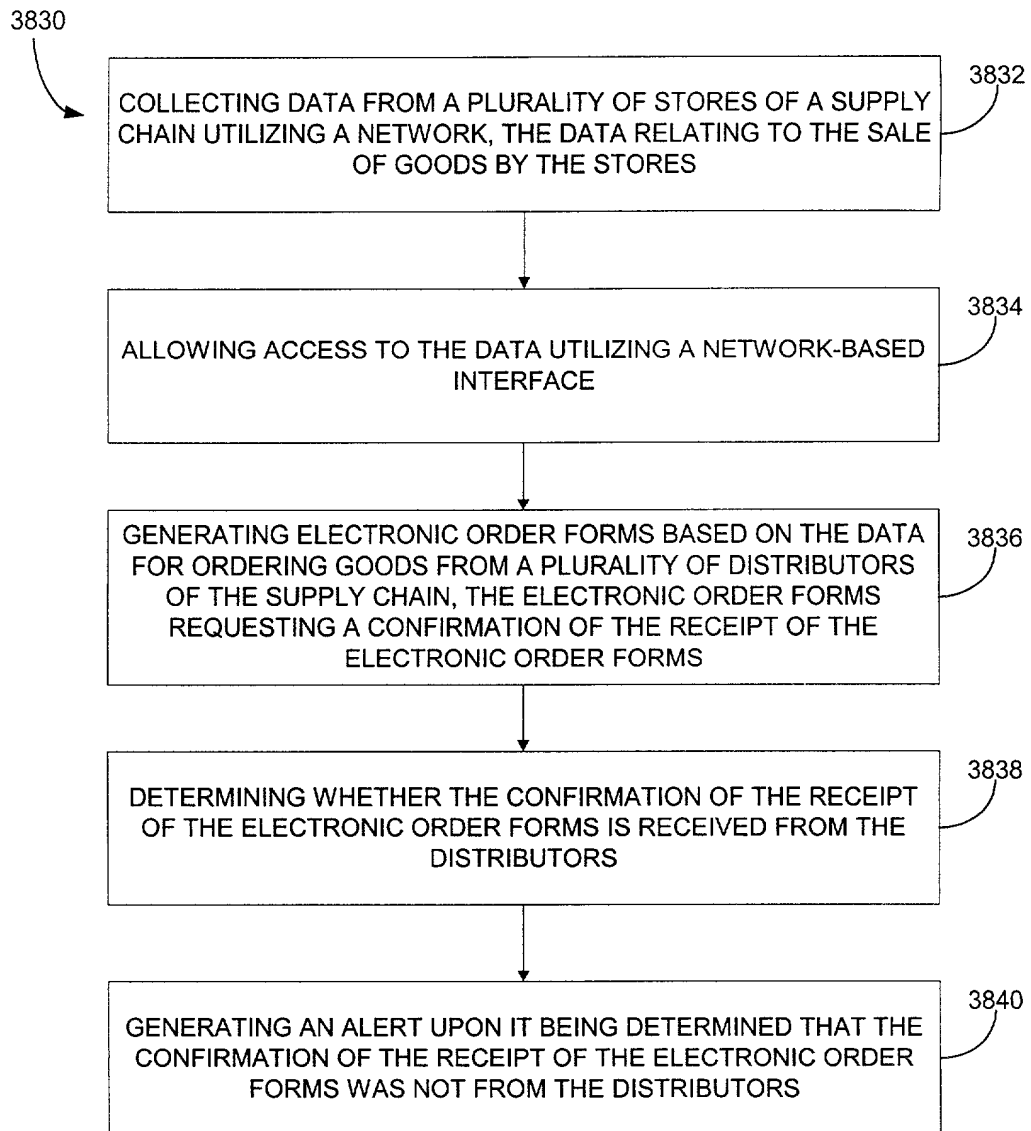 3830
3832
COLLECTING DATA FROM A PLURALITY OF STORES OF A SUPPLY
CHAIN UTILIZING A NETWORK, THE DATA RELATING TO THE SALE
OF GOODS BY THE STORES
3834
ALLOWING ACCESS TO THE DATA UTILIZING A NETWORK-BASED
INTERFACE
3836
GENERATING ELECTRONIC ORDER FORMS BASED ON THE DATA
FOR ORDERING GOODS FROM A PLURALITY OF DISTRIBUTORS
OF THE SUPPLY CHAIN, THE ELECTRONIC ORDER FORMS
REQUESTING A CONFIRMATION OF THE RECEIPT OF THE
ELECTRONIC ORDER FORMS
3838
DETERMINING WHETHER THE CONFIRMATION OF THE RECEIPT
OF THE ELECTRONIC ORDER FORMS IS RECEIVED FROM THE
DISTRIBUTORS
3840
GENERATING AN ALERT UPON IT BEING DETERMINED THAT THE
CONFIRMATION OF THE RECEIPT OF THE ELECTRONIC ORDER
FORMS WAS NOT FROM THE DISTRIBUTORS